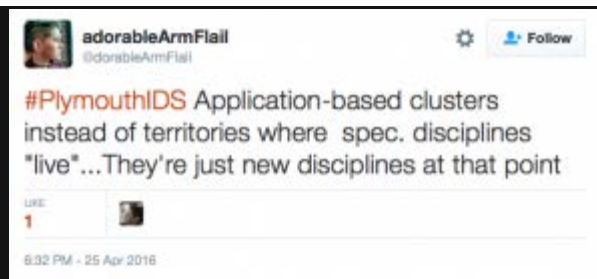 adorableArmFlail
Follow
@dorableArmFlail
#PlymouthIDS Application-based clusters
instead of territories where spec. disciplines
"live"...They're just new disciplines at that point
LIKE
1
6:32 PM - 25 Apr 2016